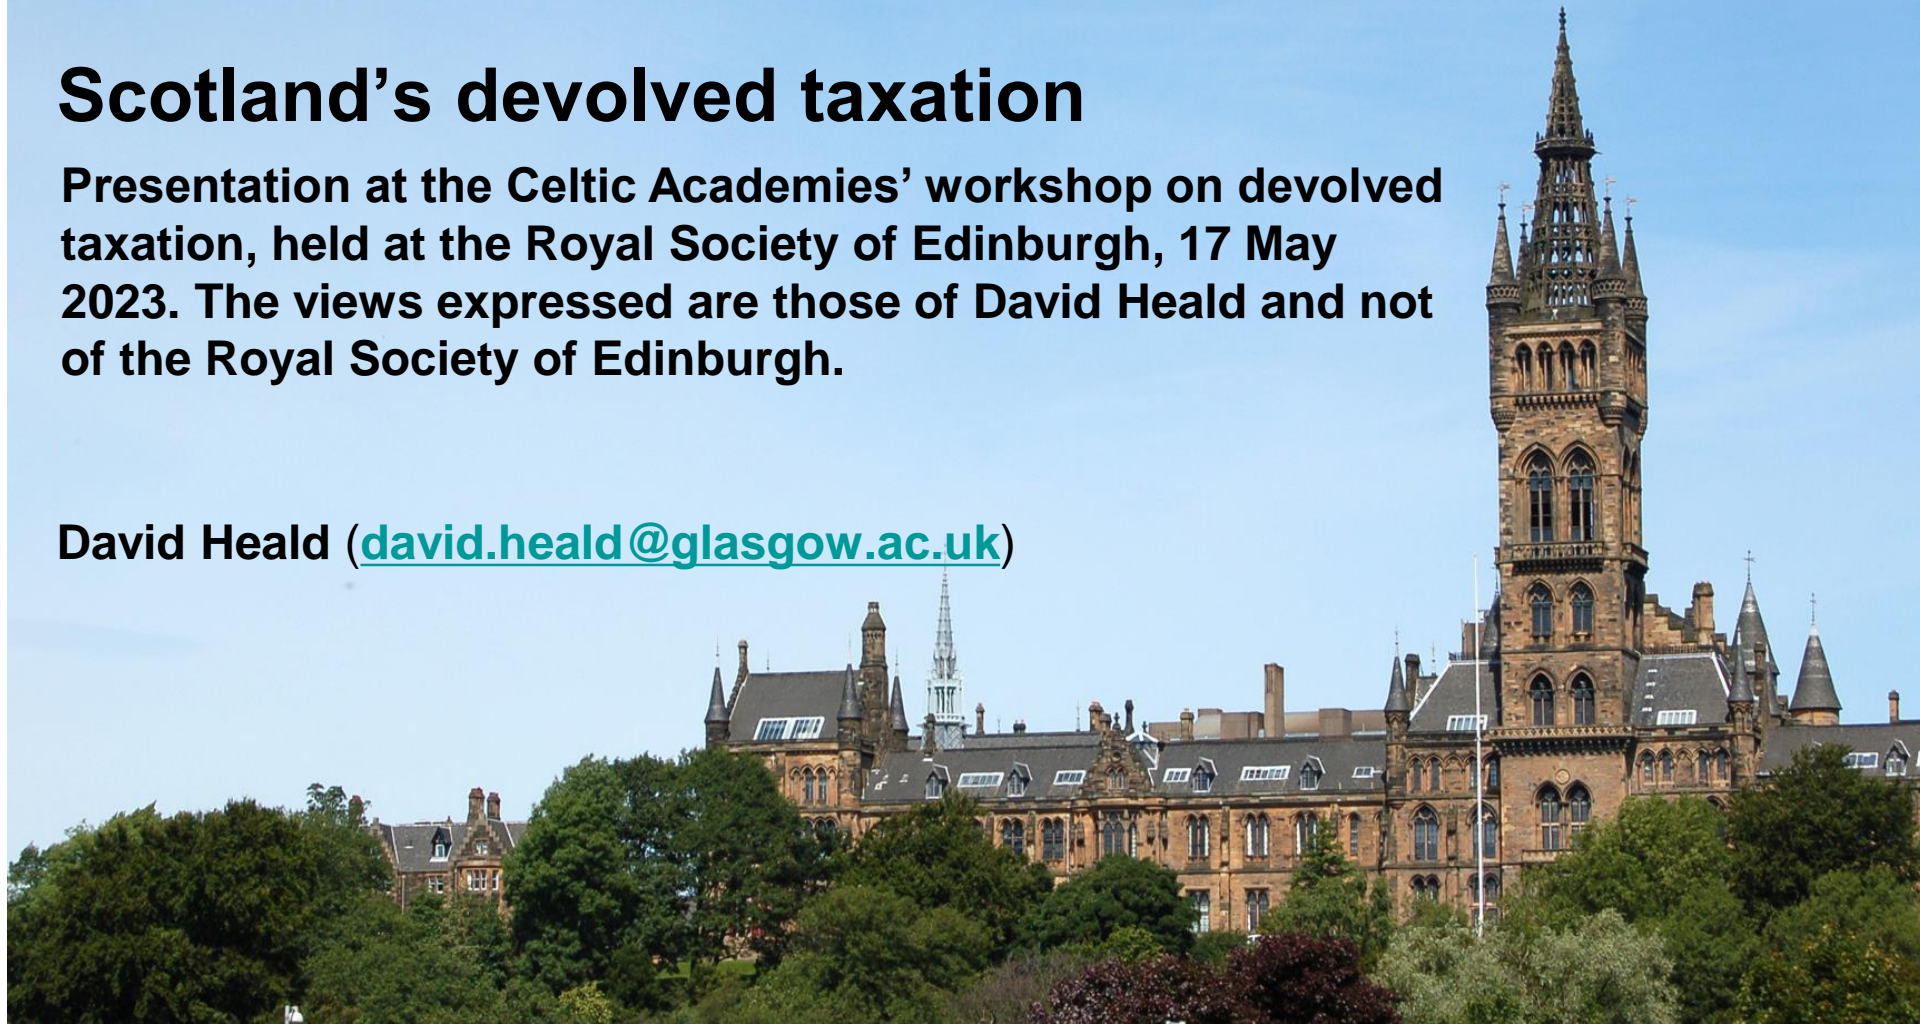 Scotland’s devolved taxation
Presentation at the Celtic Academies’ workshop on devolved
taxation, held at the Royal Society of Edinburgh, 17 May
2023. The views expressed are those of David Heald and not
of the Royal Society of Edinburgh.
David Heald (david.heald@glasgow.ac.uk)